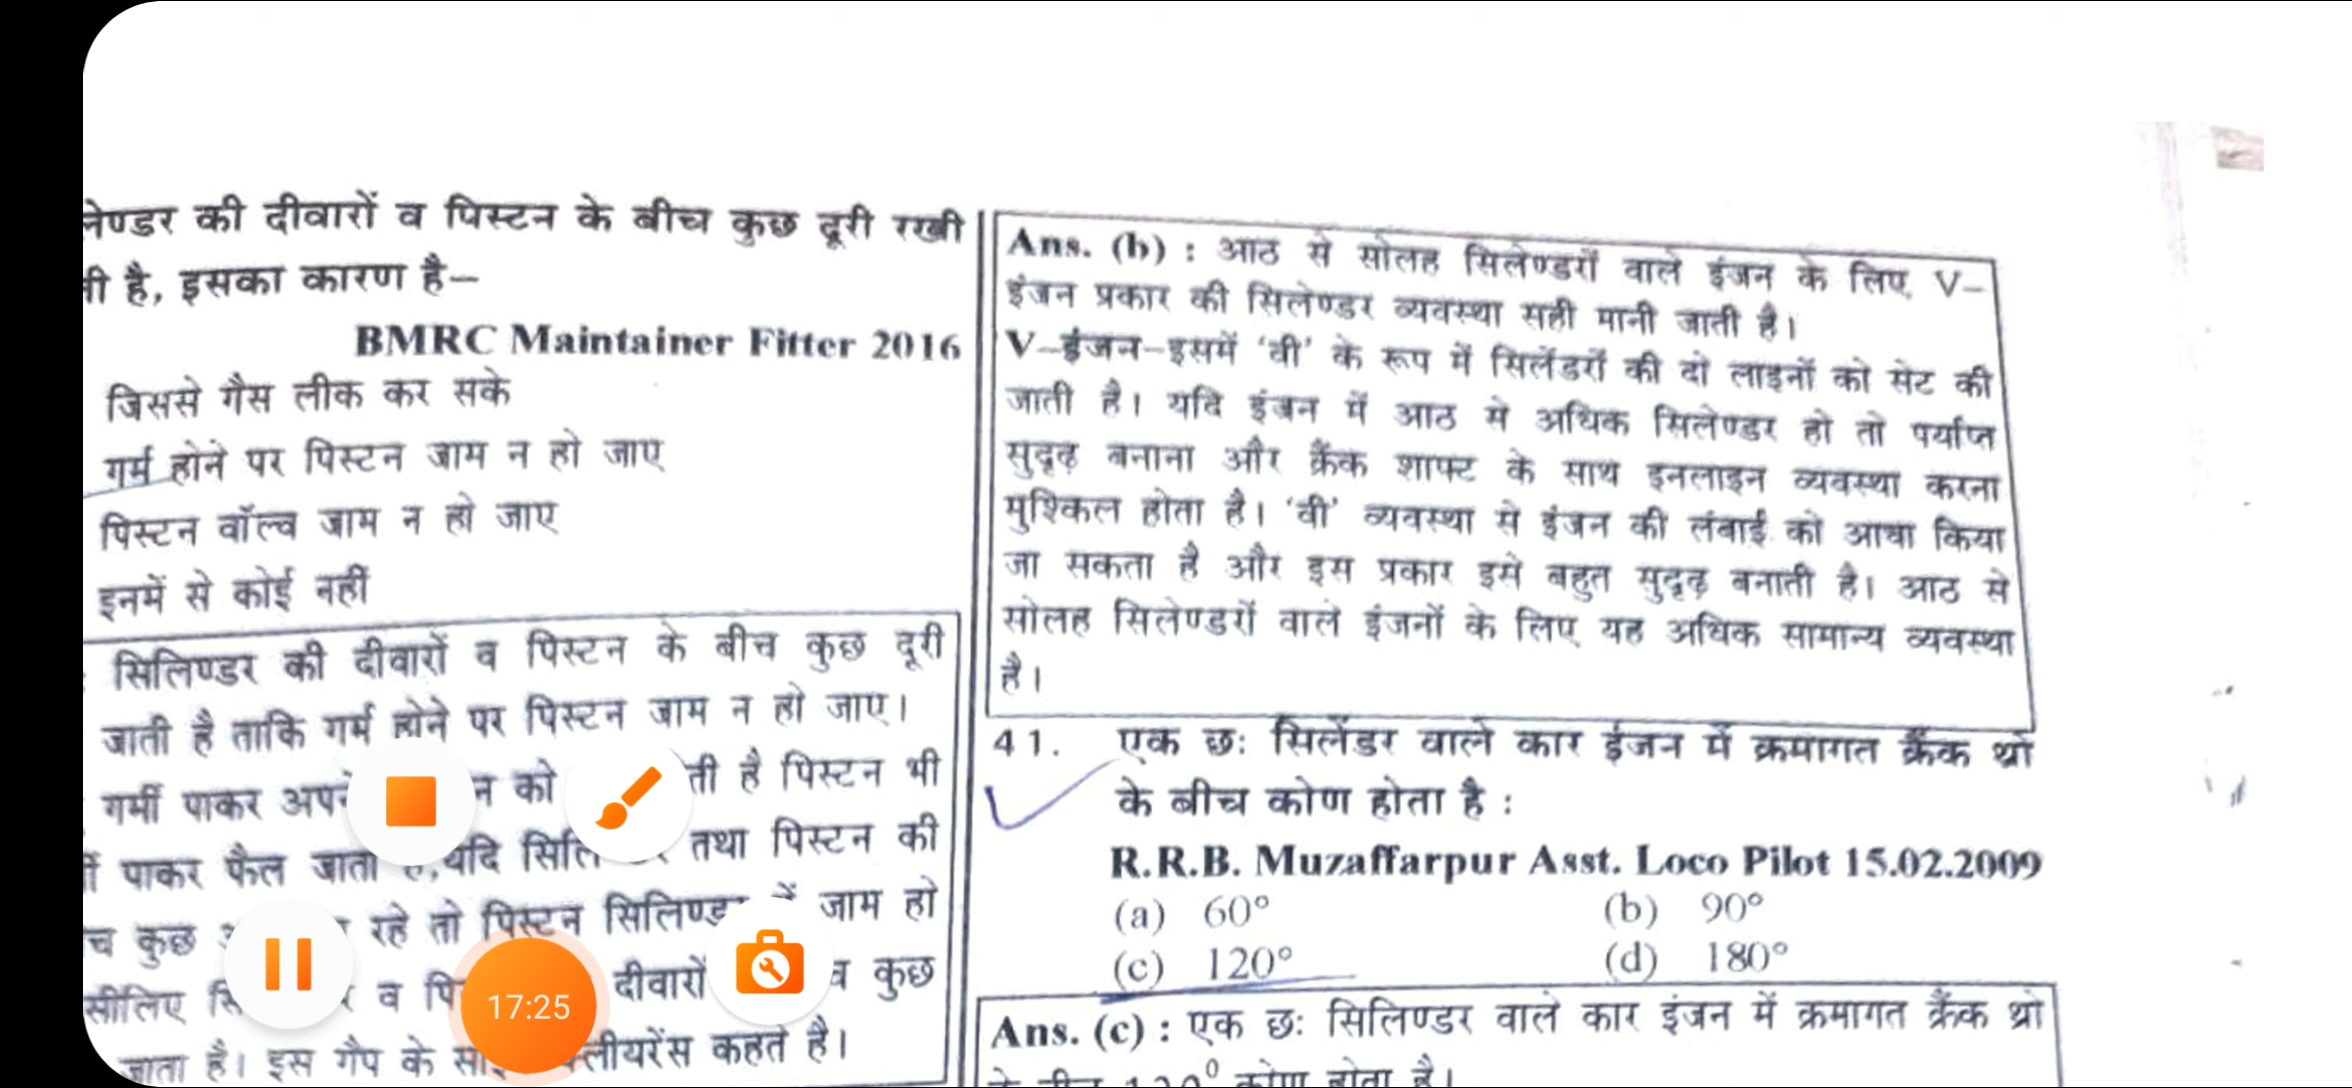 की दीवारों व पिस्टन के बीच कुछ दूरी रखी
है, इसका कारण है–
BMRC Maintainer Fitter 2016
जिससे गैस लीक कर सके
गर्म होने पर पिस्टन जाम न हो जाए
पिस्टन वॉल्व जाम न हो जाए
इनमें से कोई नहीं
सिलिण्डर की दीवारों व पिस्टन के बीच कुछ दूरी
जाती है ताकि गर्म होने पर पिस्टन जाम न हो जाए।
गर्मी पाकर को है पिस्टन भी
पाकर फैल जाता यदि तथा पिस्टन की
कुछ रहे तो पिस्टन जाम हो
व दीवारों कुछ
जाता है। इस गैप के कहते है।
17:25
Ans. (b) : आठ से सोलह सिलेण्डरों वाले इंजन के लिए V–
इंजन प्रकार की सिलेण्डर व्यवस्था सही मानी जाती है।
V–इंजन–इसमें ‘वी’ के रूप में सिलेंडरों की दो लाइनों को सेट की
जाती है। यदि इंजन में आठ से अधिक सिलेण्डर हो तो पर्याप्त
सुदृढ़ बनाना और क्रैंक शाफ्ट के साथ इनलाइन व्यवस्था करना
मुश्किल होता है। ‘वी’ व्यवस्था से इंजन की लंबाई को आधा किया
जा सकता है और इस प्रकार इसे बहुत सुदृढ़ बनाती है। आठ से
सोलह सिलेण्डरों वाले इंजनों के लिए यह अधिक सामान्य व्यवस्था
है।
41. एक छः सिलेंडर वाले कार इंजन में क्रमागत क्रैंक थ्रो
के बीच कोण होता है :
R.R.B. Muzaffarpur Asst. Loco Pilot 15.02.2009
(a) 60° (b) 90°
(c) 120° (d) 180°
Ans. (c) : एक छः सिलिण्डर वाले कार इंजन में क्रमागत क्रैंक थ्रो